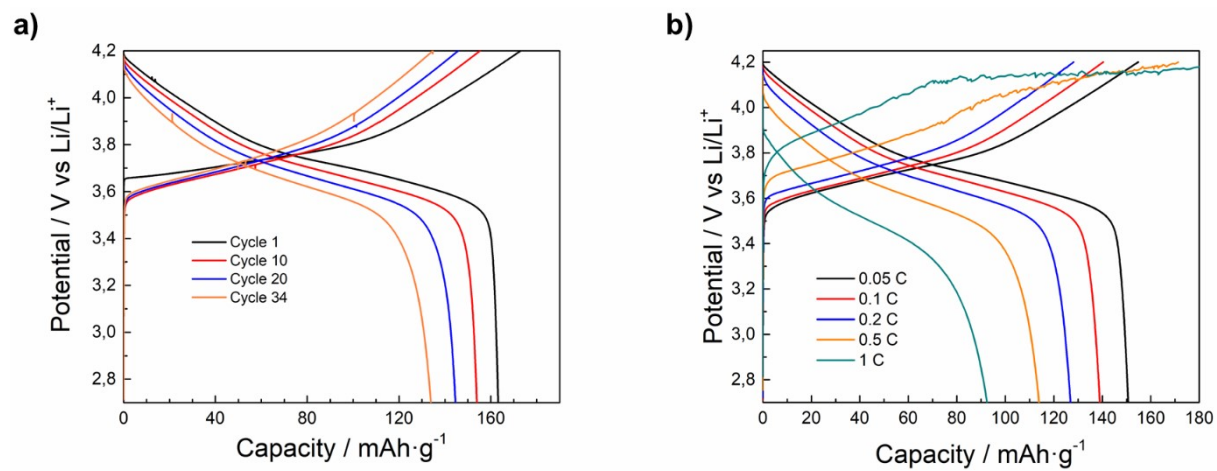 a)
4,2
4,0
3,8
3,6
3,4
3,2
3,0
2,8
Potential / V vs Li/Li⁺
Cycle 1
Cycle 10
Cycle 20
Cycle 34
0 40 80 120 160
Capacity / mAh·g⁻¹
b)
4,2
4,0
3,8
3,6
3,4
3,2
3,0
2,8
Potential / V vs Li/Li⁺
0.05 C
0.1 C
0.2 C
0.5 C
1 C
0 20 40 60 80 100 120 140 160 180
Capacity / mAh·g⁻¹